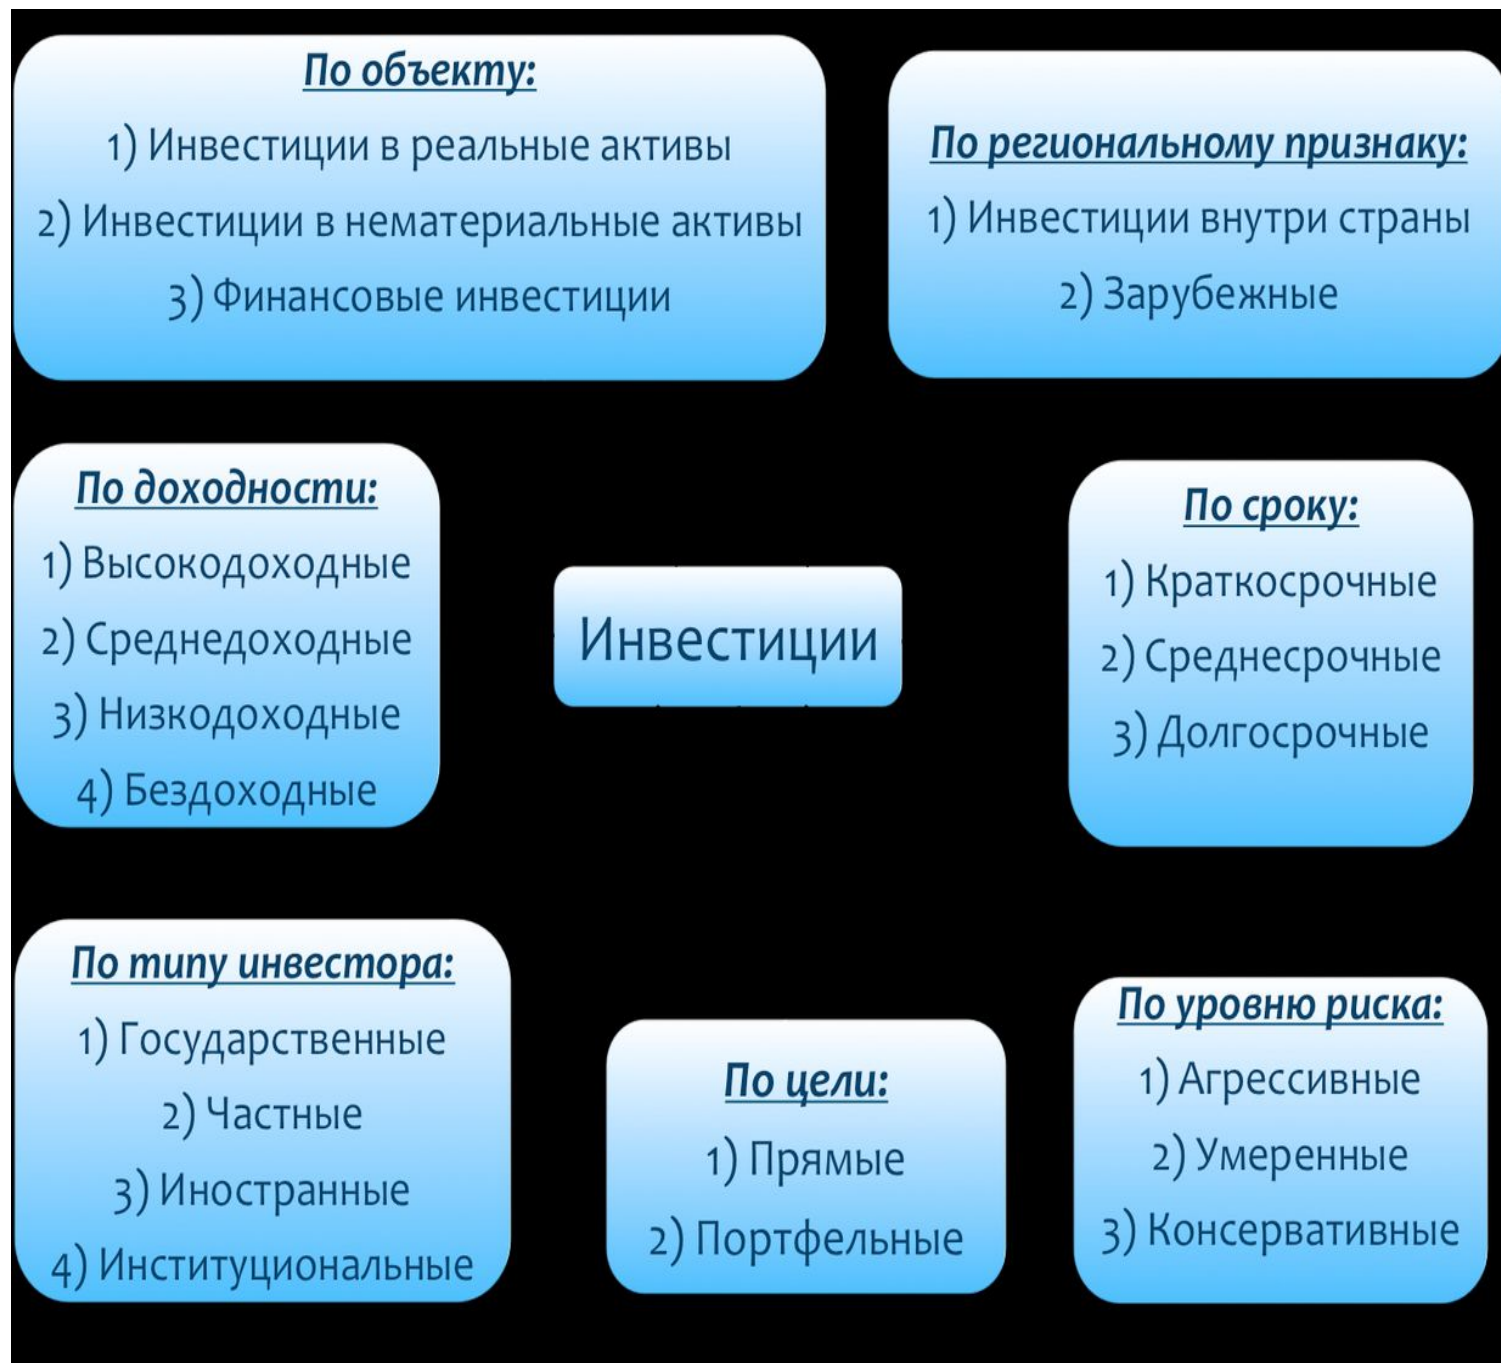 По объекту:
1) Инвестиции в реальные активы
2) Инвестиции в нематериальные активы
3) Финансовые инвестиции
По региональному признаку:
1) Инвестиции внутри страны
2) Зарубежные
По доходности:
1) Высокодоходные
2) Среднедоходные
3) Низкодоходные
4) Бездоходные
Инвестиции
По сроку:
1) Краткосрочные
2) Среднесрочные
3) Долгосрочные
По типу инвестора:
1) Государственные
2) Частные
3) Иностранные
4) Институциональные
По цели:
1) Прямые
2) Портфельные
По уровню риска:
1) Агрессивные
2) Умеренные
3) Консервативные